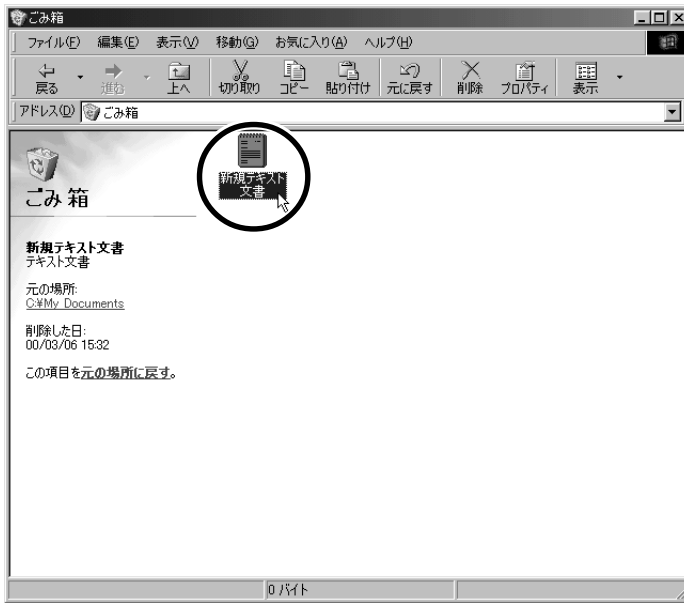 ごみ箱
ファイル(F) 編集(E) 表示(V) 移動(G) お気に入り(A) ヘルプ(H)
戻る 進む 上へ 切り取り コピー 貼り付け 元に戻す 削除 プロパティ 表示
アドレス(D) ごみ箱
新規テキスト
文書
ごみ箱
新規テキスト文書
テキスト文書
元の場所:
C:¥My Documents
削除した日:
00/03/06 15:32
この項目を元の場所に戻す。
0 バイト